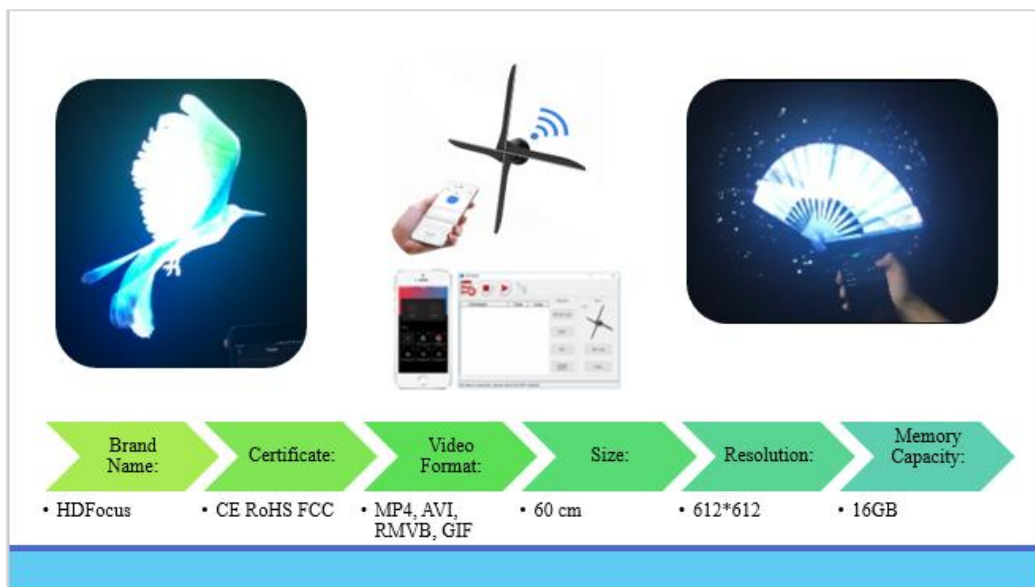 Brand
Name:
Certificate:
Video
Format:
Size:
Resolution:
Memory
Capacity:
• HDFocus
• CE RoHS FCC
• MP4, AVI,
RMVB, GIF
• 60 cm
• 612*612
• 16GB